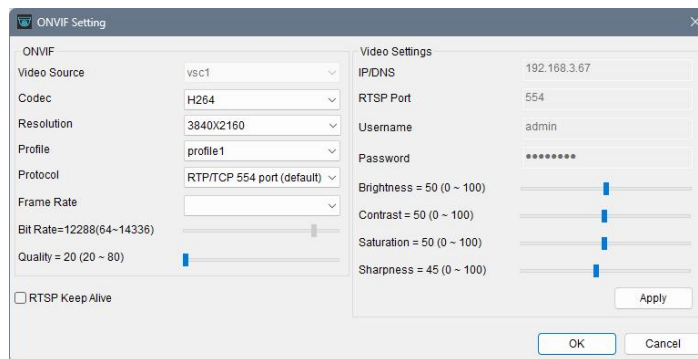 ONVIF Setting
ONVIF
Video Source
vsc1
Codec
H264
Resolution
3840X2160
Profile
profile1
Protocol
RTP/TCP 554 port (default)
Frame Rate
Bit Rate=12288(64~14336)
Quality = 20 (20 ~ 80)
RTSP Keep Alive
Video Settings
IP/DNS
192.168.3.67
RTSP Port
554
Username
admin
Password
●●●●●●●●
Brightness = 50 (0 ~ 100)
Contrast = 50 (0 ~ 100)
Saturation = 50 (0 ~ 100)
Sharpness = 45 (0 ~ 100)
Apply
OK
Cancel